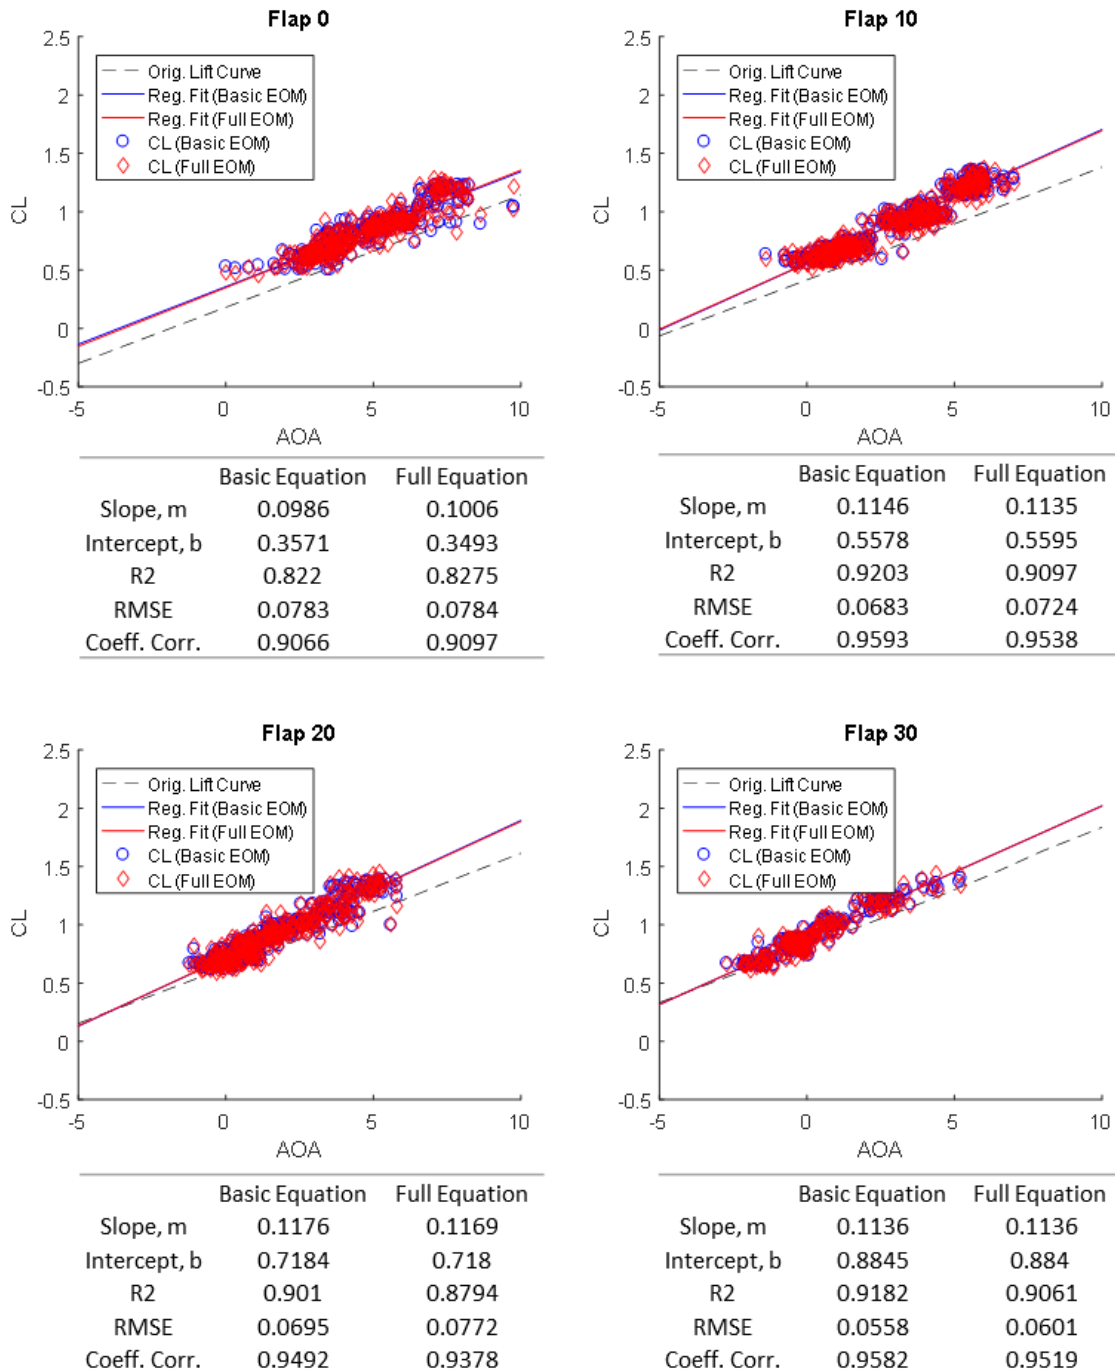 Flap 0
2.5
2
1.5
1
0.5
0
-0.5
CL
-5
0
5
10
AOA
Orig. Lift Curve
Reg. Fit (Basic EOM)
Reg. Fit (Full EOM)
CL (Basic EOM)
CL (Full EOM)
Basic Equation Full Equation
Slope, m 0.0986 0.1006
Intercept, b 0.3571 0.3493
R2 0.822 0.8275
RMSE 0.0783 0.0784
Coeff. Corr. 0.9066 0.9097
Flap 10
2.5
2
1.5
1
0.5
0
-0.5
CL
-5
0
5
10
AOA
Orig. Lift Curve
Reg. Fit (Basic EOM)
Reg. Fit (Full EOM)
CL (Basic EOM)
CL (Full EOM)
Basic Equation Full Equation
Slope, m 0.1146 0.1135
Intercept, b 0.5578 0.5595
R2 0.9203 0.9097
RMSE 0.0683 0.0724
Coeff. Corr. 0.9593 0.9538
Flap 20
2.5
2
1.5
1
0.5
0
-0.5
CL
-5
0
5
10
AOA
Orig. Lift Curve
Reg. Fit (Basic EOM)
Reg. Fit (Full EOM)
CL (Basic EOM)
CL (Full EOM)
Basic Equation Full Equation
Slope, m 0.1176 0.1169
Intercept, b 0.7184 0.718
R2 0.901 0.8794
RMSE 0.0695 0.0772
Coeff. Corr. 0.9492 0.9378
Flap 30
2.5
2
1.5
1
0.5
0
-0.5
CL
-5
0
5
10
AOA
Orig. Lift Curve
Reg. Fit (Basic EOM)
Reg. Fit (Full EOM)
CL (Basic EOM)
CL (Full EOM)
Basic Equation Full Equation
Slope, m 0.1136 0.1136
Intercept, b 0.8845 0.884
R2 0.9182 0.9061
RMSE 0.0558 0.0601
Coeff. Corr. 0.9582 0.9519